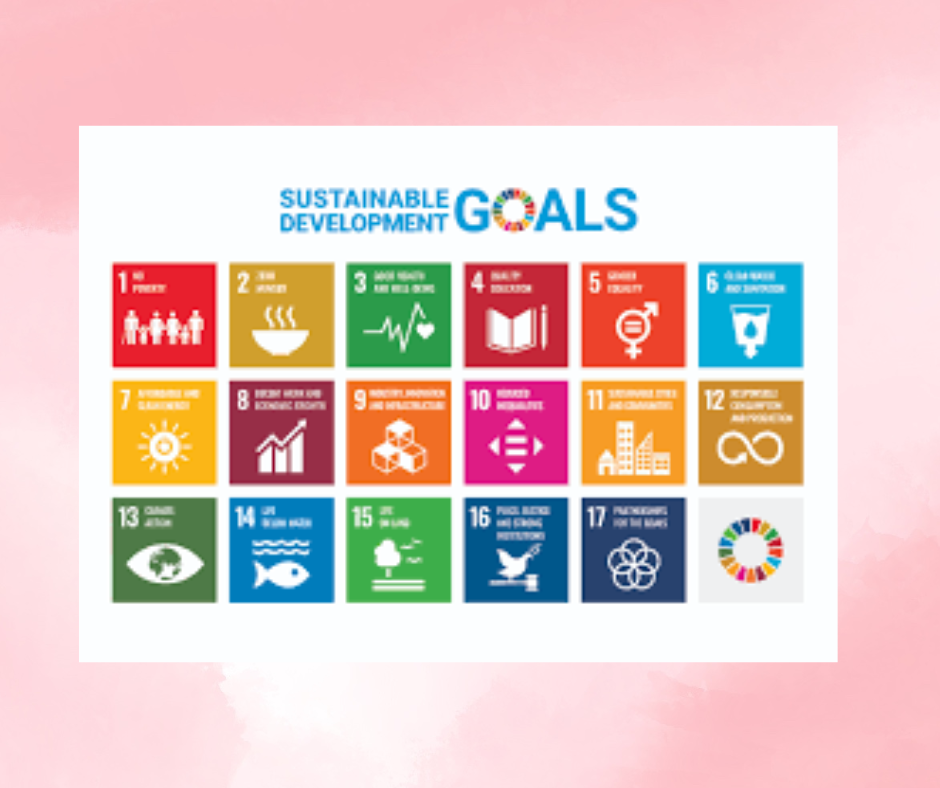 SUSTAINABLE
DEVELOPMENT GOALS
1 NO
POVERTY
2 ZERO
HUNGER
3 GOOD HEALTH
AND WELL-BEING
4 QUALITY
EDUCATION
5 GENDER
EQUALITY
6 CLEAN WATER
AND SANITATION
7 AFFORDABLE AND
CLEAN ENERGY
8 DECENT WORK AND
ECONOMIC GROWTH
9 INDUSTRY, INNOVATION
AND INFRASTRUCTURE
10 REDUCED
INEQUALITIES
11 SUSTAINABLE CITIES
AND COMMUNITIES
12 RESPONSIBLE
CONSUMPTION
AND PRODUCTION
13 CLIMATE
ACTION
14 LIFE
BELOW WATER
15 LIFE
ON LAND
16 PEACE, JUSTICE
AND STRONG
INSTITUTIONS
17 PARTNERSHIPS
FOR THE GOALS